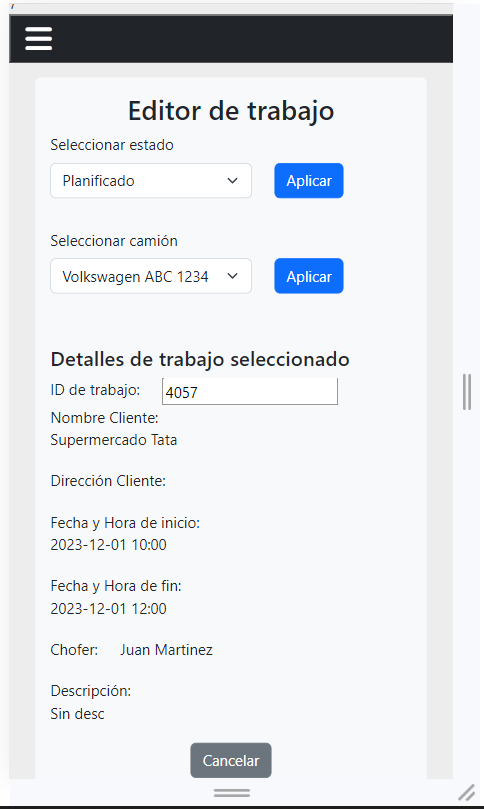 Editor de trabajo
Seleccionar estado
Planificado Aplicar
Seleccionar camión
Volkswagen ABC 1234 Aplicar
Detalles de trabajo seleccionado
ID de trabajo: 4057
Nombre Cliente:
Supermercado Tata
Dirección Cliente:
Fecha y Hora de inicio:
2023-12-01 10:00
Fecha y Hora de fin:
2023-12-01 12:00
Chofer: Juan Martinez
Descripción:
Sin desc
Cancelar